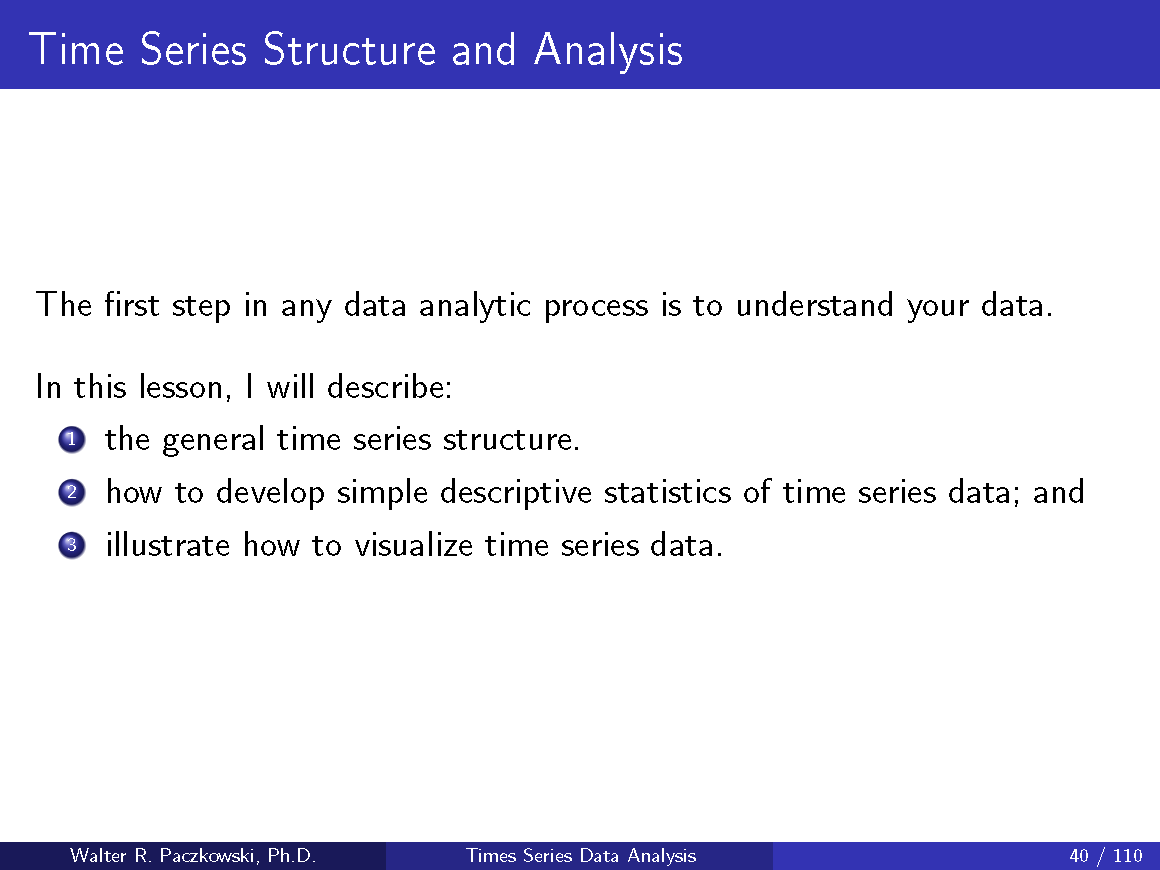 Time Series Structure and Analysis
The first step in any data analytic process is to understand your data.
In this lesson, I will describe:
1 the general time series structure.
2 how to develop simple descriptive statistics of time series data; and
3 illustrate how to visualize time series data.
Walter R. Paczkowski, Ph.D. Times Series Data Analysis 40 / 110